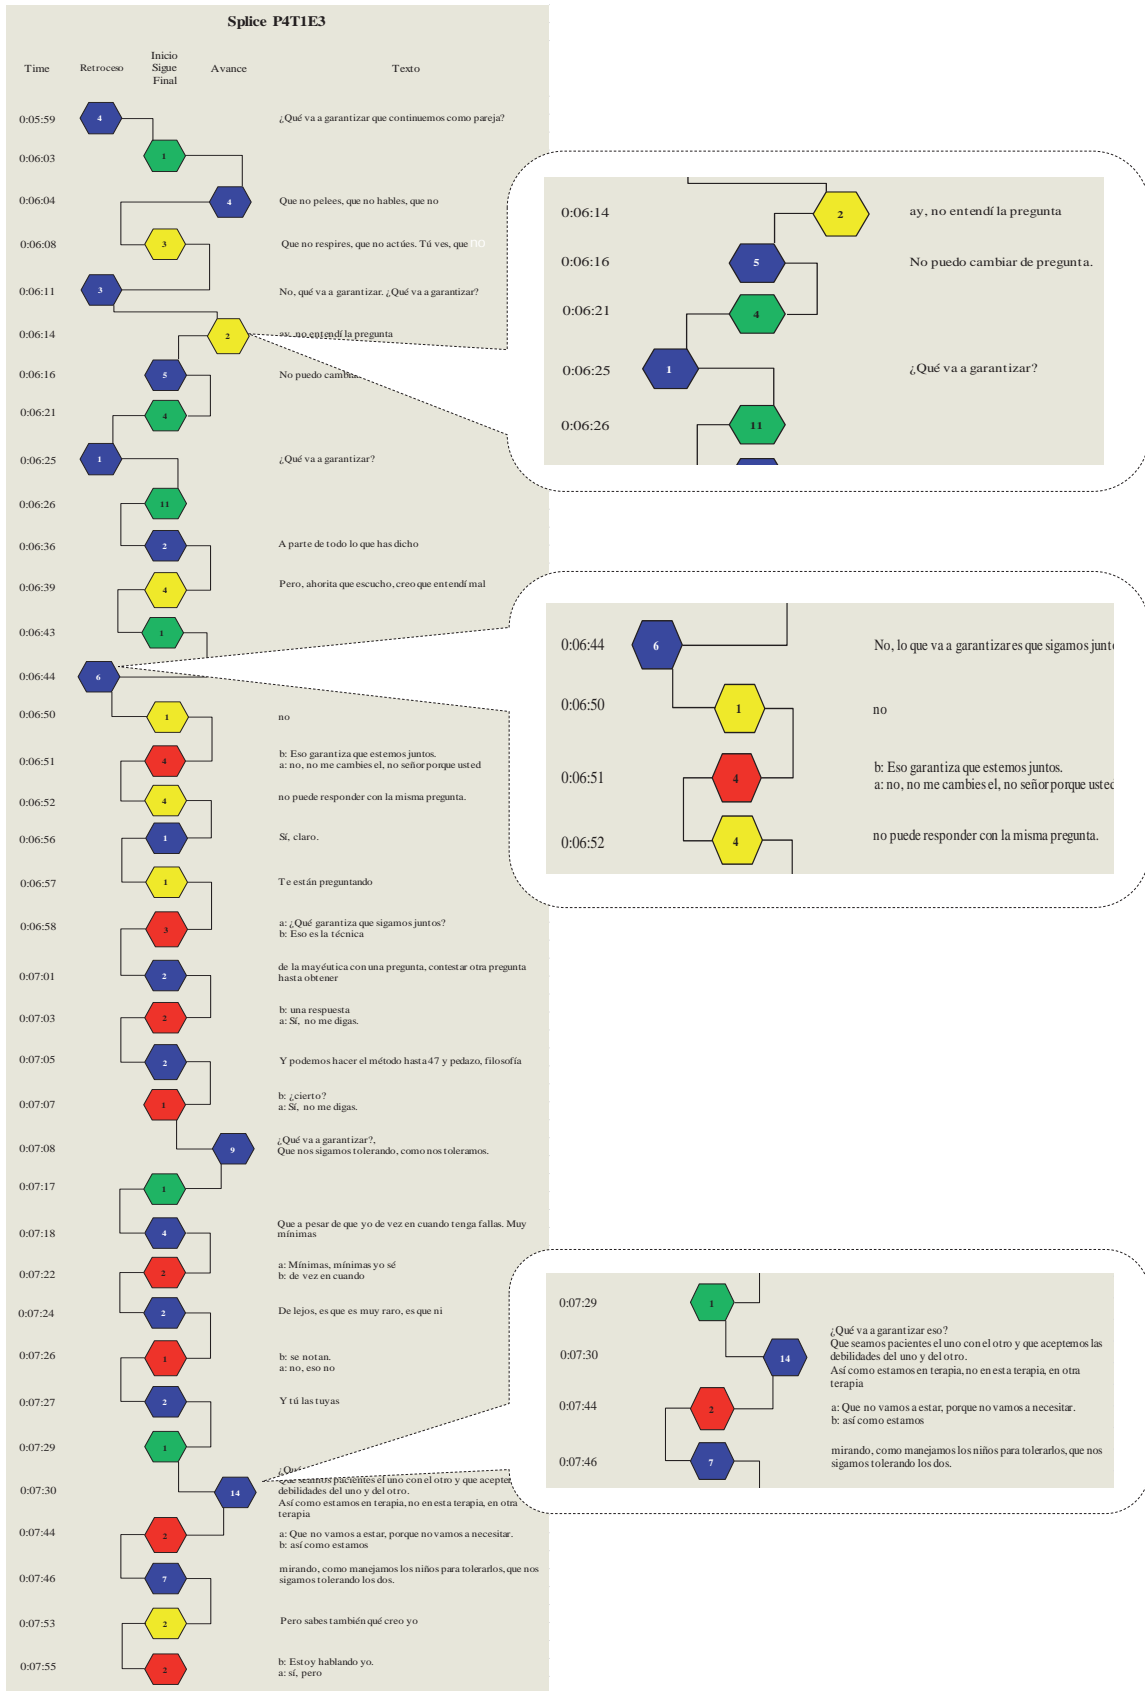 Splice P4T1E3
Time
Retroceso
Inicio
Sigue
Final
Avance
Texto
0:05:59
4
¿Qué va a garantizar que continuemos como pareja?
0:06:03
1
0:06:04
4
Que no pelees, que no hables, que no
0:06:08
3
Que no respires, que no actúes. Tú ves, que no
0:06:11
3
No, qué va a garantizar. ¿Qué va a garantizar?
0:06:14
2
ay, no entendí la pregunta
0:06:16
5
No puedo
0:06:21
4
0:06:25
1
¿Qué va a garantizar?
0:06:26
11
0:06:36
2
A parte de todo lo que has dicho
0:06:39
4
Pero, ahorita que escucho, creo que entendí mal
0:06:43
1
0:06:44
6
0:06:50
1
no
0:06:51
4
b: Eso garantiza que estemos juntos.
a: no, no me cambies el, no señor porque usted
0:06:52
4
no puede responder con la misma pregunta.
0:06:56
1
Sí, claro.
0:06:57
1
Te están preguntando
0:06:58
3
a: ¿Qué garantiza que sigamos juntos?
b: Eso es la técnica
0:07:01
2
de la mayéutica con una pregunta, contestar otra pregunta
hasta obtener
0:07:03
2
b: una respuesta
a: Sí, no me digas.
0:07:05
2
Y podemos hacer el método hasta 47 y pedazo, filosofía
0:07:07
1
b: ¿cierto?
a: Sí, no me digas.
0:07:08
9
¿Qué va a garantizar?,
Que nos sigamos tolerando, como nos toleramos.
0:07:17
1
0:07:18
4
Que a pesar de que yo de vez en cuando tenga fallas. Muy
mínimas
0:07:22
2
a: Mínimas, mínimas yo sé
b: de vez en cuando
0:07:24
2
De lejos, es que es muy raro, es que ni
0:07:26
1
b: se notan.
a: no, eso no
0:07:27
2
Y tú las tuyas
0:07:29
1
0:07:30
14
Que seamos pacientes el uno con el otro y que
debilidades del uno y del otro.
Así como estamos en terapia, no en esta terapia, en otra
terapia
0:07:44
2
a: Que no vamos a estar, porque no vamos a necesitar.
b: así como estamos
0:07:46
7
mirando, como manejamos los niños para tolerarlos, que nos
sigamos tolerando los dos.
0:07:53
2
Pero sabes también qué creo yo
0:07:55
2
b: Estoy hablando yo.
a: sí, pero
0:06:14
2
ay, no entendí la pregunta
0:06:16
5
No puedo cambiar de pregunta.
0:06:21
4
0:06:25
1
¿Qué va a garantizar?
0:06:26
11
0:06:44
6
No, lo que va a garantizar es que sigamos
0:06:50
1
no
0:06:51
4
b: Eso garantiza que estemos juntos.
a: no, no me cambies el, no señor porque usted
0:06:52
4
no puede responder con la misma pregunta.
0:07:29
1
0:07:30
14
¿Qué va a garantizar eso?
Que seamos pacientes el uno con el otro y que aceptemos las
debilidades del uno y del otro.
Así como estamos en terapia, no en esta terapia, en otra
terapia
0:07:44
2
a: Que no vamos a estar, porque no vamos a necesitar.
b: así como estamos
0:07:46
7
mirando, como manejamos los niños para tolerarlos, que nos
sigamos tolerando los dos.